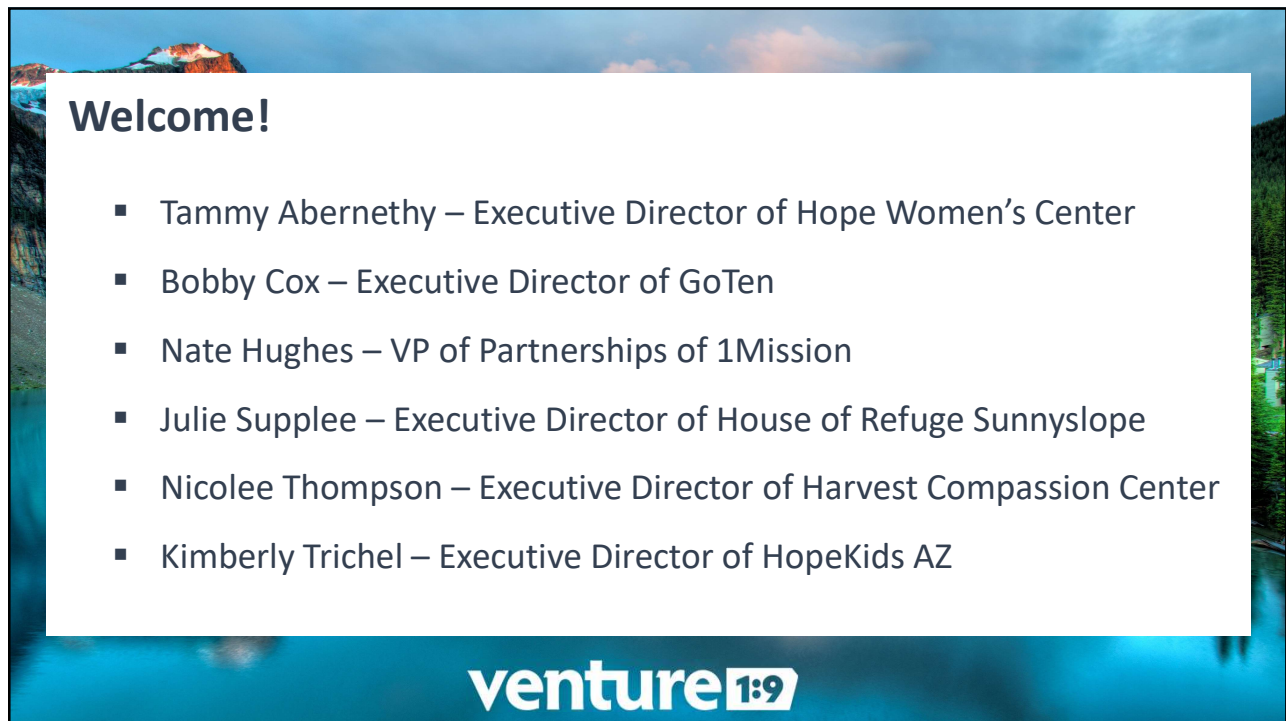 Welcome!
▪ Tammy Abernethy – Executive Director of Hope Women’s Center
▪ Bobby Cox – Executive Director of GoTen
▪ Nate Hughes – VP of Partnerships of 1Mission
▪ Julie Supplee – Executive Director of House of Refuge Sunnyslope
▪ Nicolee Thompson – Executive Director of Harvest Compassion Center
▪ Kimberly Trichel – Executive Director of HopeKids AZ
venture 1:9